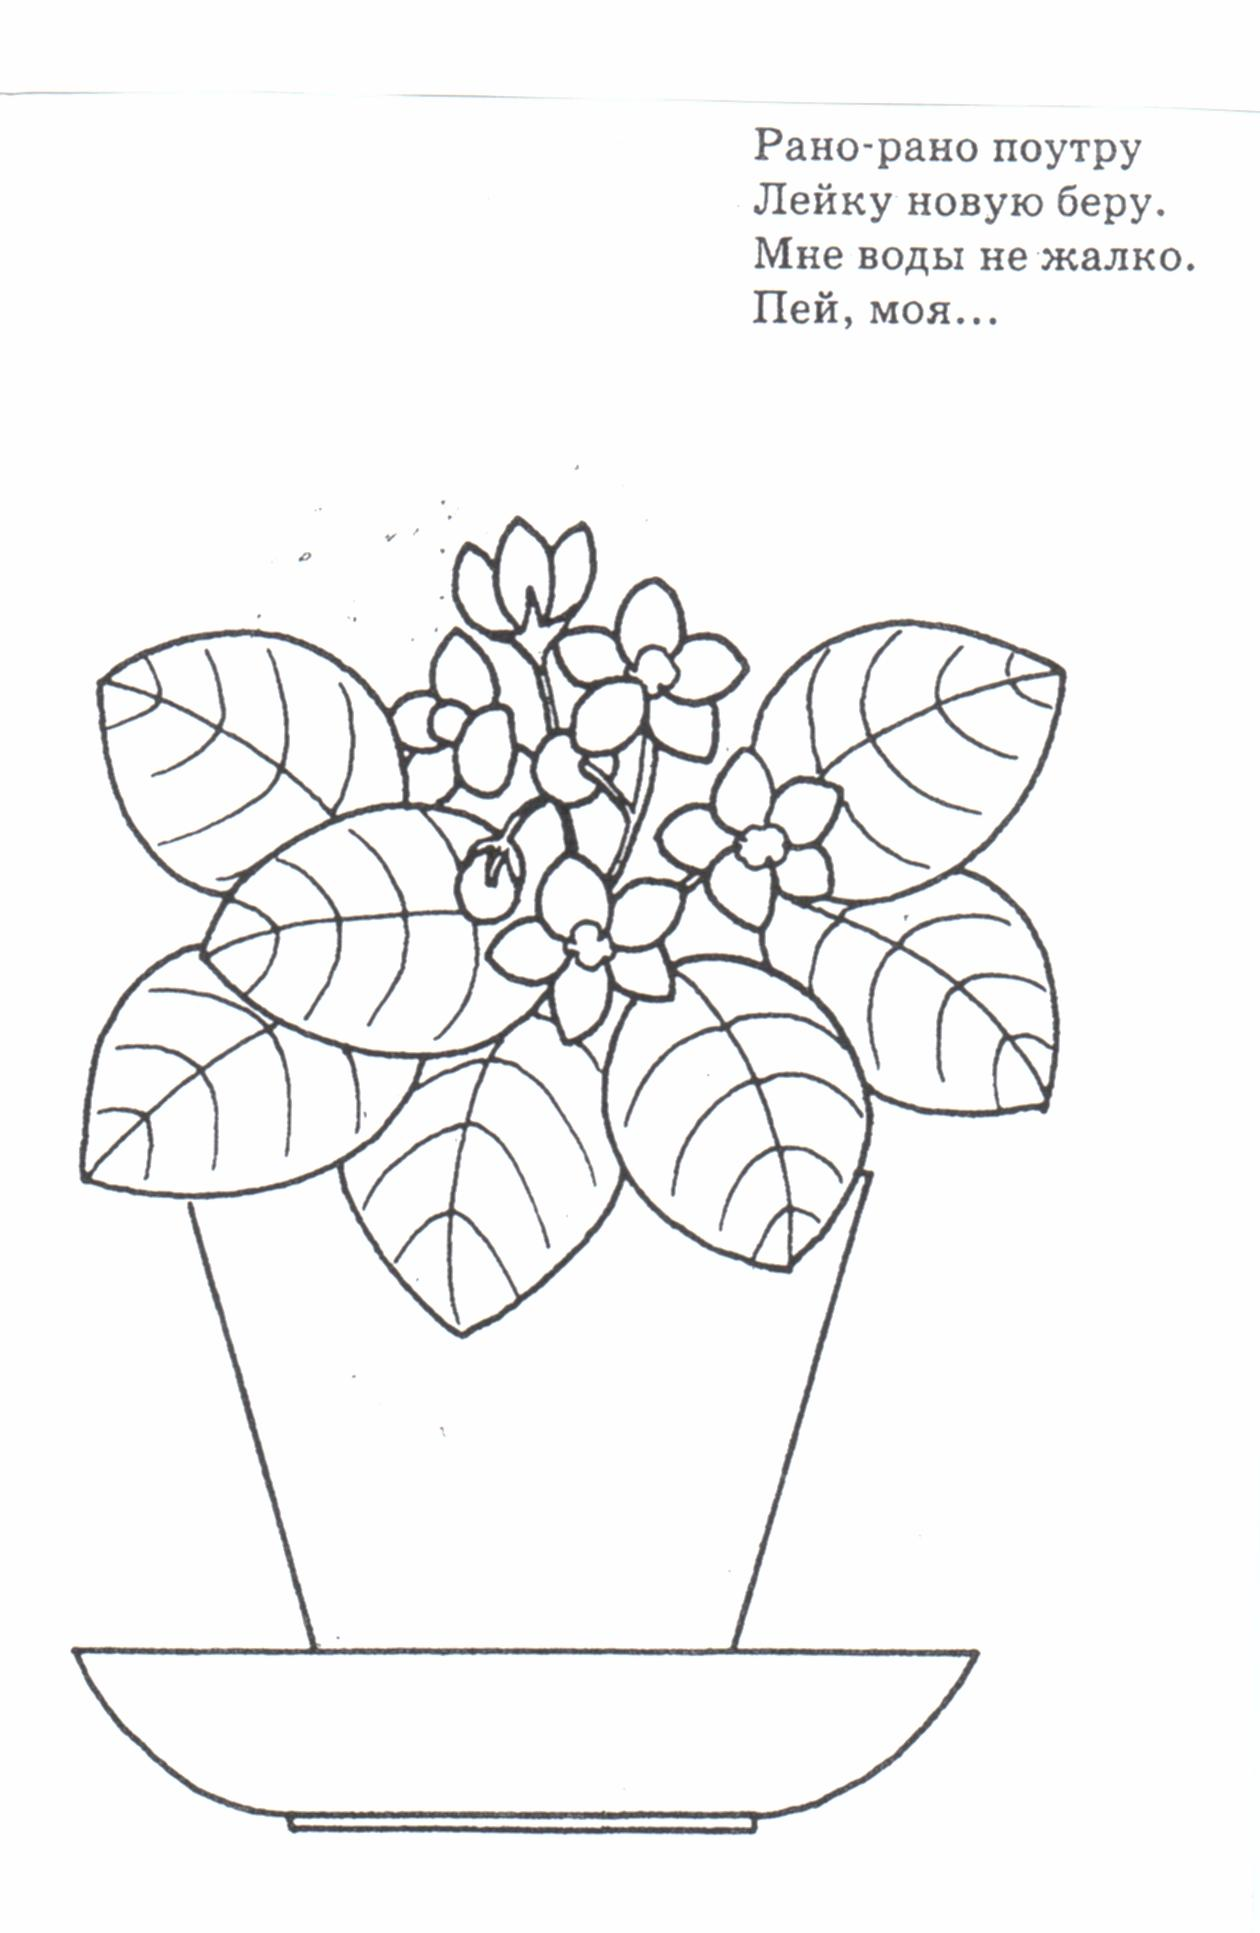 Рано-рано поутру
Лейку новую беру.
Мне воды не жалко.
Пей, моя...